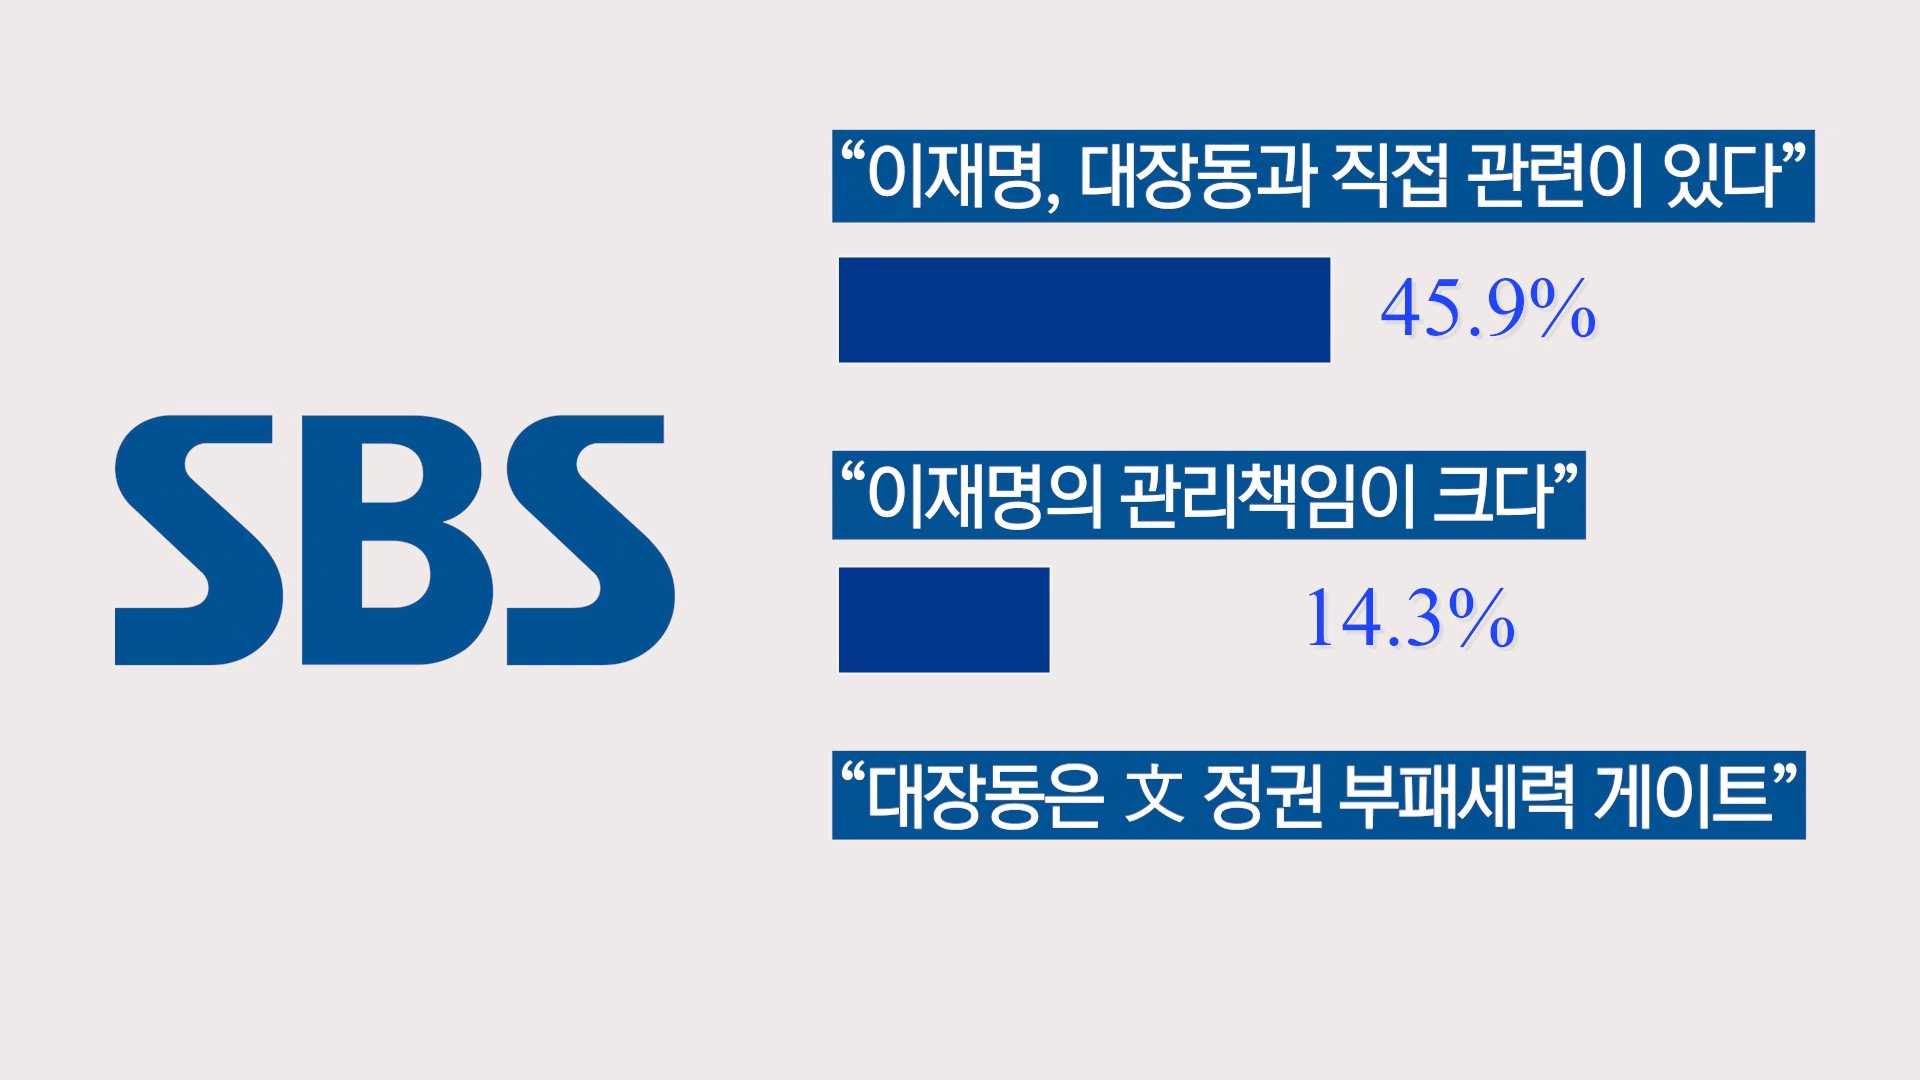 SBS
“이재명, 대장동과 직접 관련이 있다”
45.9%
“이재명의 관리책임이 크다”
14.3%
“대장동은 文 정권 부패세력 게이트”